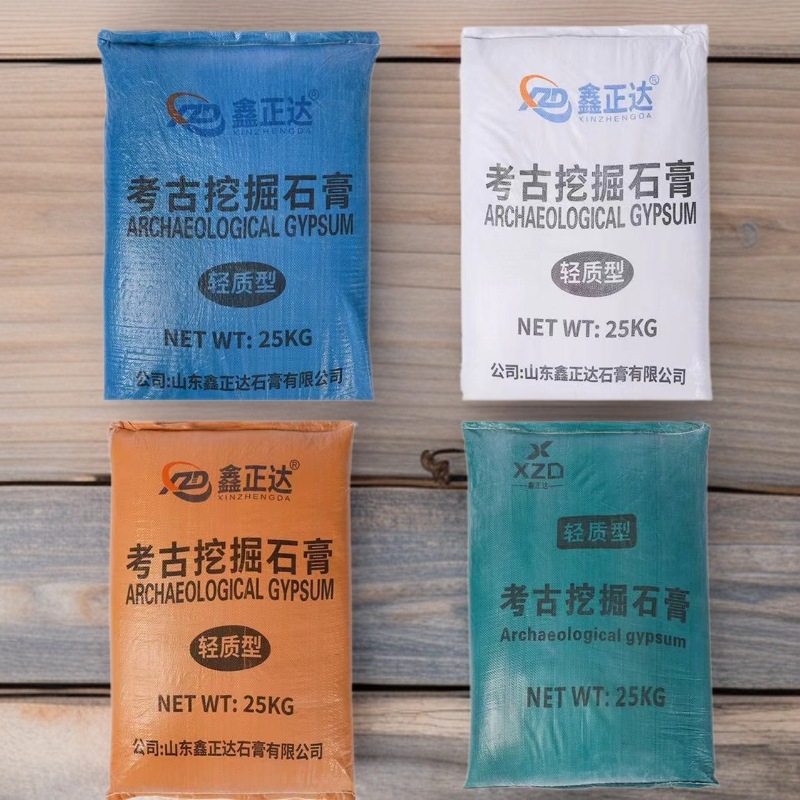 XZD 鑫正达®
XINZHENGDA
考古挖掘石膏
ARCHAEOLOGICAL GYPSUM
轻质型
NET WT: 25KG
公司:山东鑫正达石膏有限公司
XZD 鑫正达®
XINZHENGDA
考古挖掘石膏
ARCHAEOLOGICAL GYPSUM
轻质型
NET WT: 25KG
公司:山东鑫正达石膏有限公司
XZD 鑫正达®
XINZHENGDA
考古挖掘石膏
ARCHAEOLOGICAL GYPSUM
轻质型
NET WT: 25KG
公司:山东鑫正达石膏有限公司
XZD
鑫正达
轻质型
考古挖掘石膏
Archaeological gypsum
NET WT: 25KG